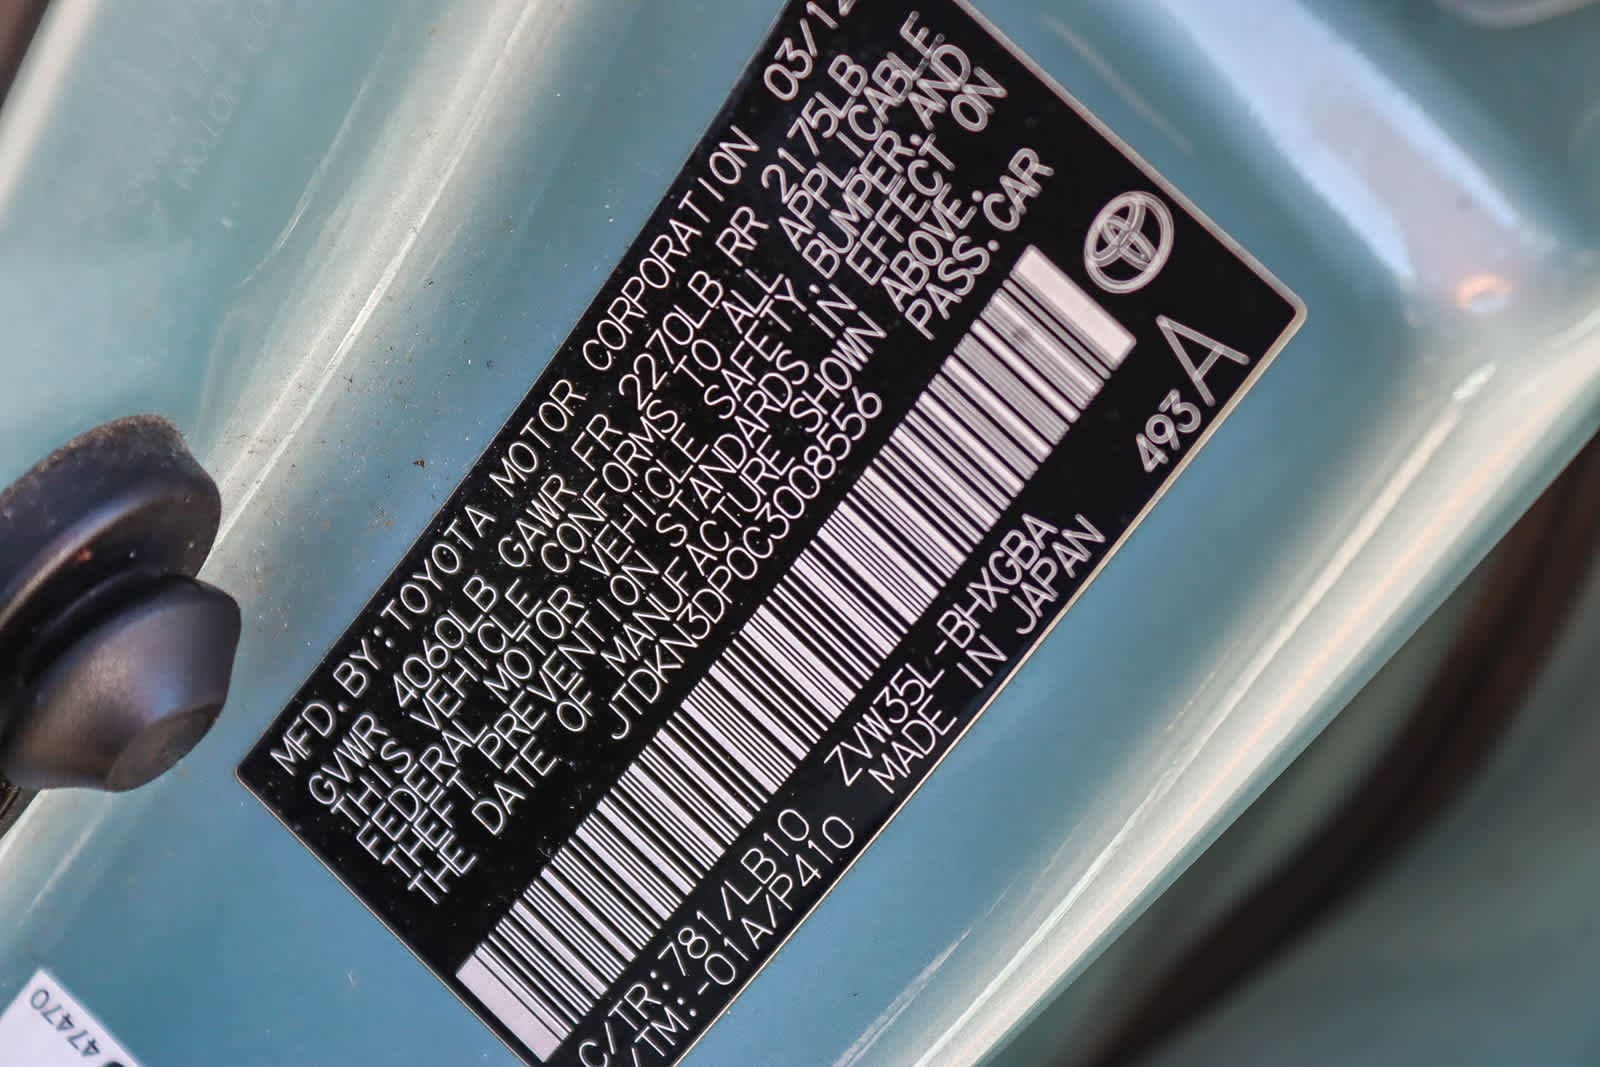 MFD. BY: TOYOTA MOTOR CORPORATION 03/12
GVWR 4060LB GAWR FR 2270LB RR 2175LB
THIS VEHICLE CONFORMS TO ALL APPLICABLE
FEDERAL MOTOR VEHICLE SAFETY, BUMPER, AND
THEFT PREVENTION STANDARDS IN EFFECT ON
THE DATE OF MANUFACTURE SHOWN ABOVE.
JTDKN3DP0C3008556 PASS. CAR
C/TR: 781/LB10 ZVW35L-BHXGBA
/TM: -01A/P410 MADE IN JAPAN
493 A
47470